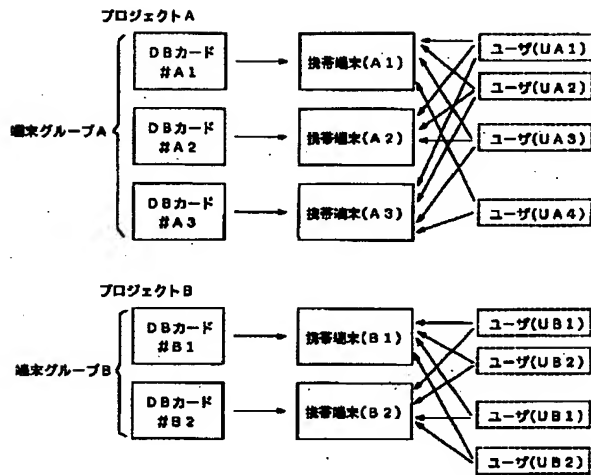 プロジェクトA
DBカード
#A1
携帯端末(A1)
ユーザ(UA1)
ユーザ(UA2)
端末グループA
DBカード
#A2
携帯端末(A2)
ユーザ(UA3)
DBカード
#A3
携帯端末(A3)
ユーザ(UA4)
プロジェクトB
DBカード
#B1
携帯端末(B1)
ユーザ(UB1)
ユーザ(UB2)
端末グループB
DBカード
#B2
携帯端末(B2)
ユーザ(UB1)
ユーザ(UB2)